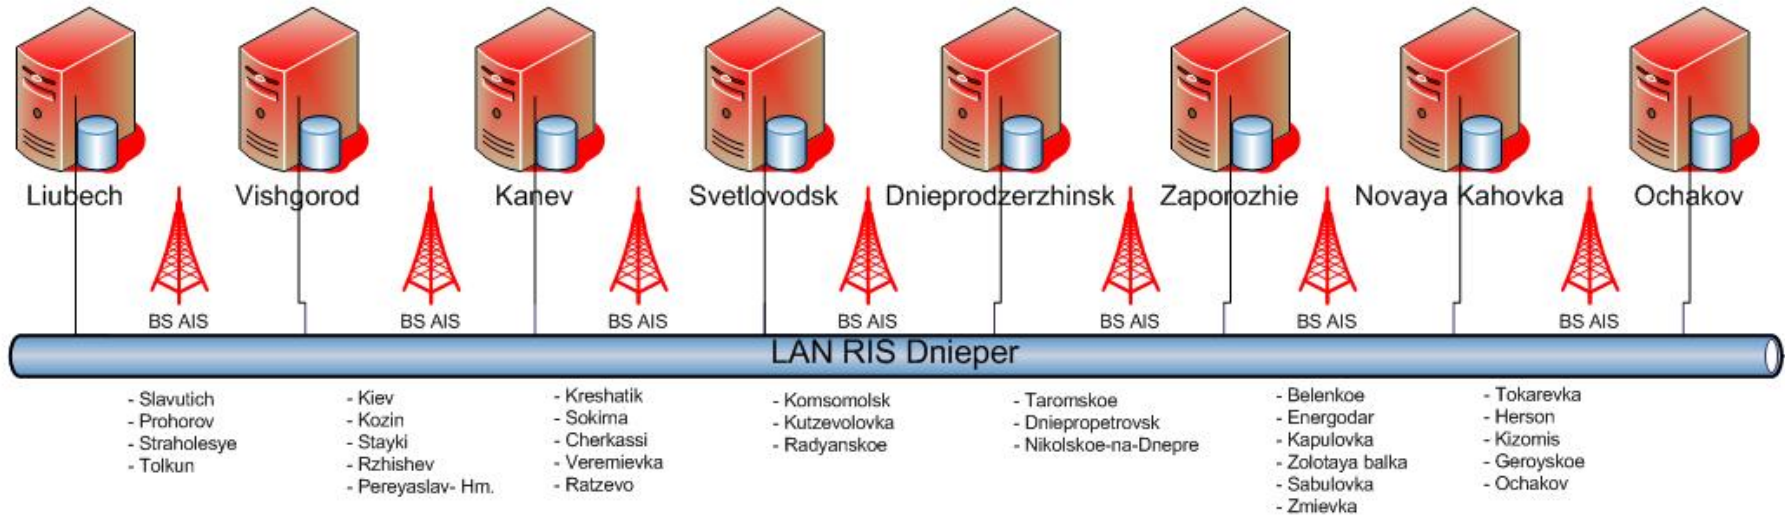 Liubech
Vishgorod
Kanev
Svetlovodsk
Dnieprodzerzhinsk
Zaporozhie
Novaya Kahovka
Ochakov
BS AIS
BS AIS
BS AIS
BS AIS
BS AIS
BS AIS
BS AIS
LAN RIS Dnieper
- Slavutich
- Prohorov
- Straholesye
- Tolkun
- Kiev
- Kozin
- Stayki
- Rzhishev
- Pereyaslav- Hm.
- Kreshatik
- Sokirna
- Cherkassi
- Veremievka
- Ratzevo
- Komsomolsk
- Kutzevolovka
- Radyanskoe
- Taromskoe
- Dniepropetrovsk
- Nikolskoe-na-Dnepre
- Belenkoe
- Energodar
- Kapulovka
- Zolotaya balka
- Sabulovka
- Zmievka
- Tokarevka
- Herson
- Kizomis
- Geroyskoe
- Ochakov